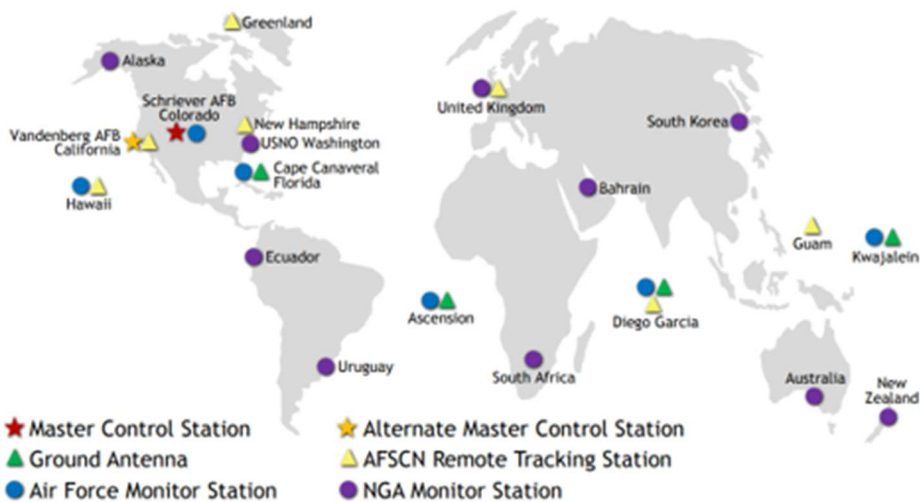 Greenland
Alaska
Schriever AFB
Colorado
Vandenberg AFB
California
New Hampshire
USNO Washington
Cape Canaveral
Florida
Hawaii
United Kingdom
South Korea
Bahrain
Guam
Kwajalein
Ecuador
Ascension
Diego Garcia
Uruguay
South Africa
Australia
New
Zealand
Master Control Station
Alternate Master Control Station
Ground Antenna
AFSCN Remote Tracking Station
Air Force Monitor Station
NGA Monitor Station